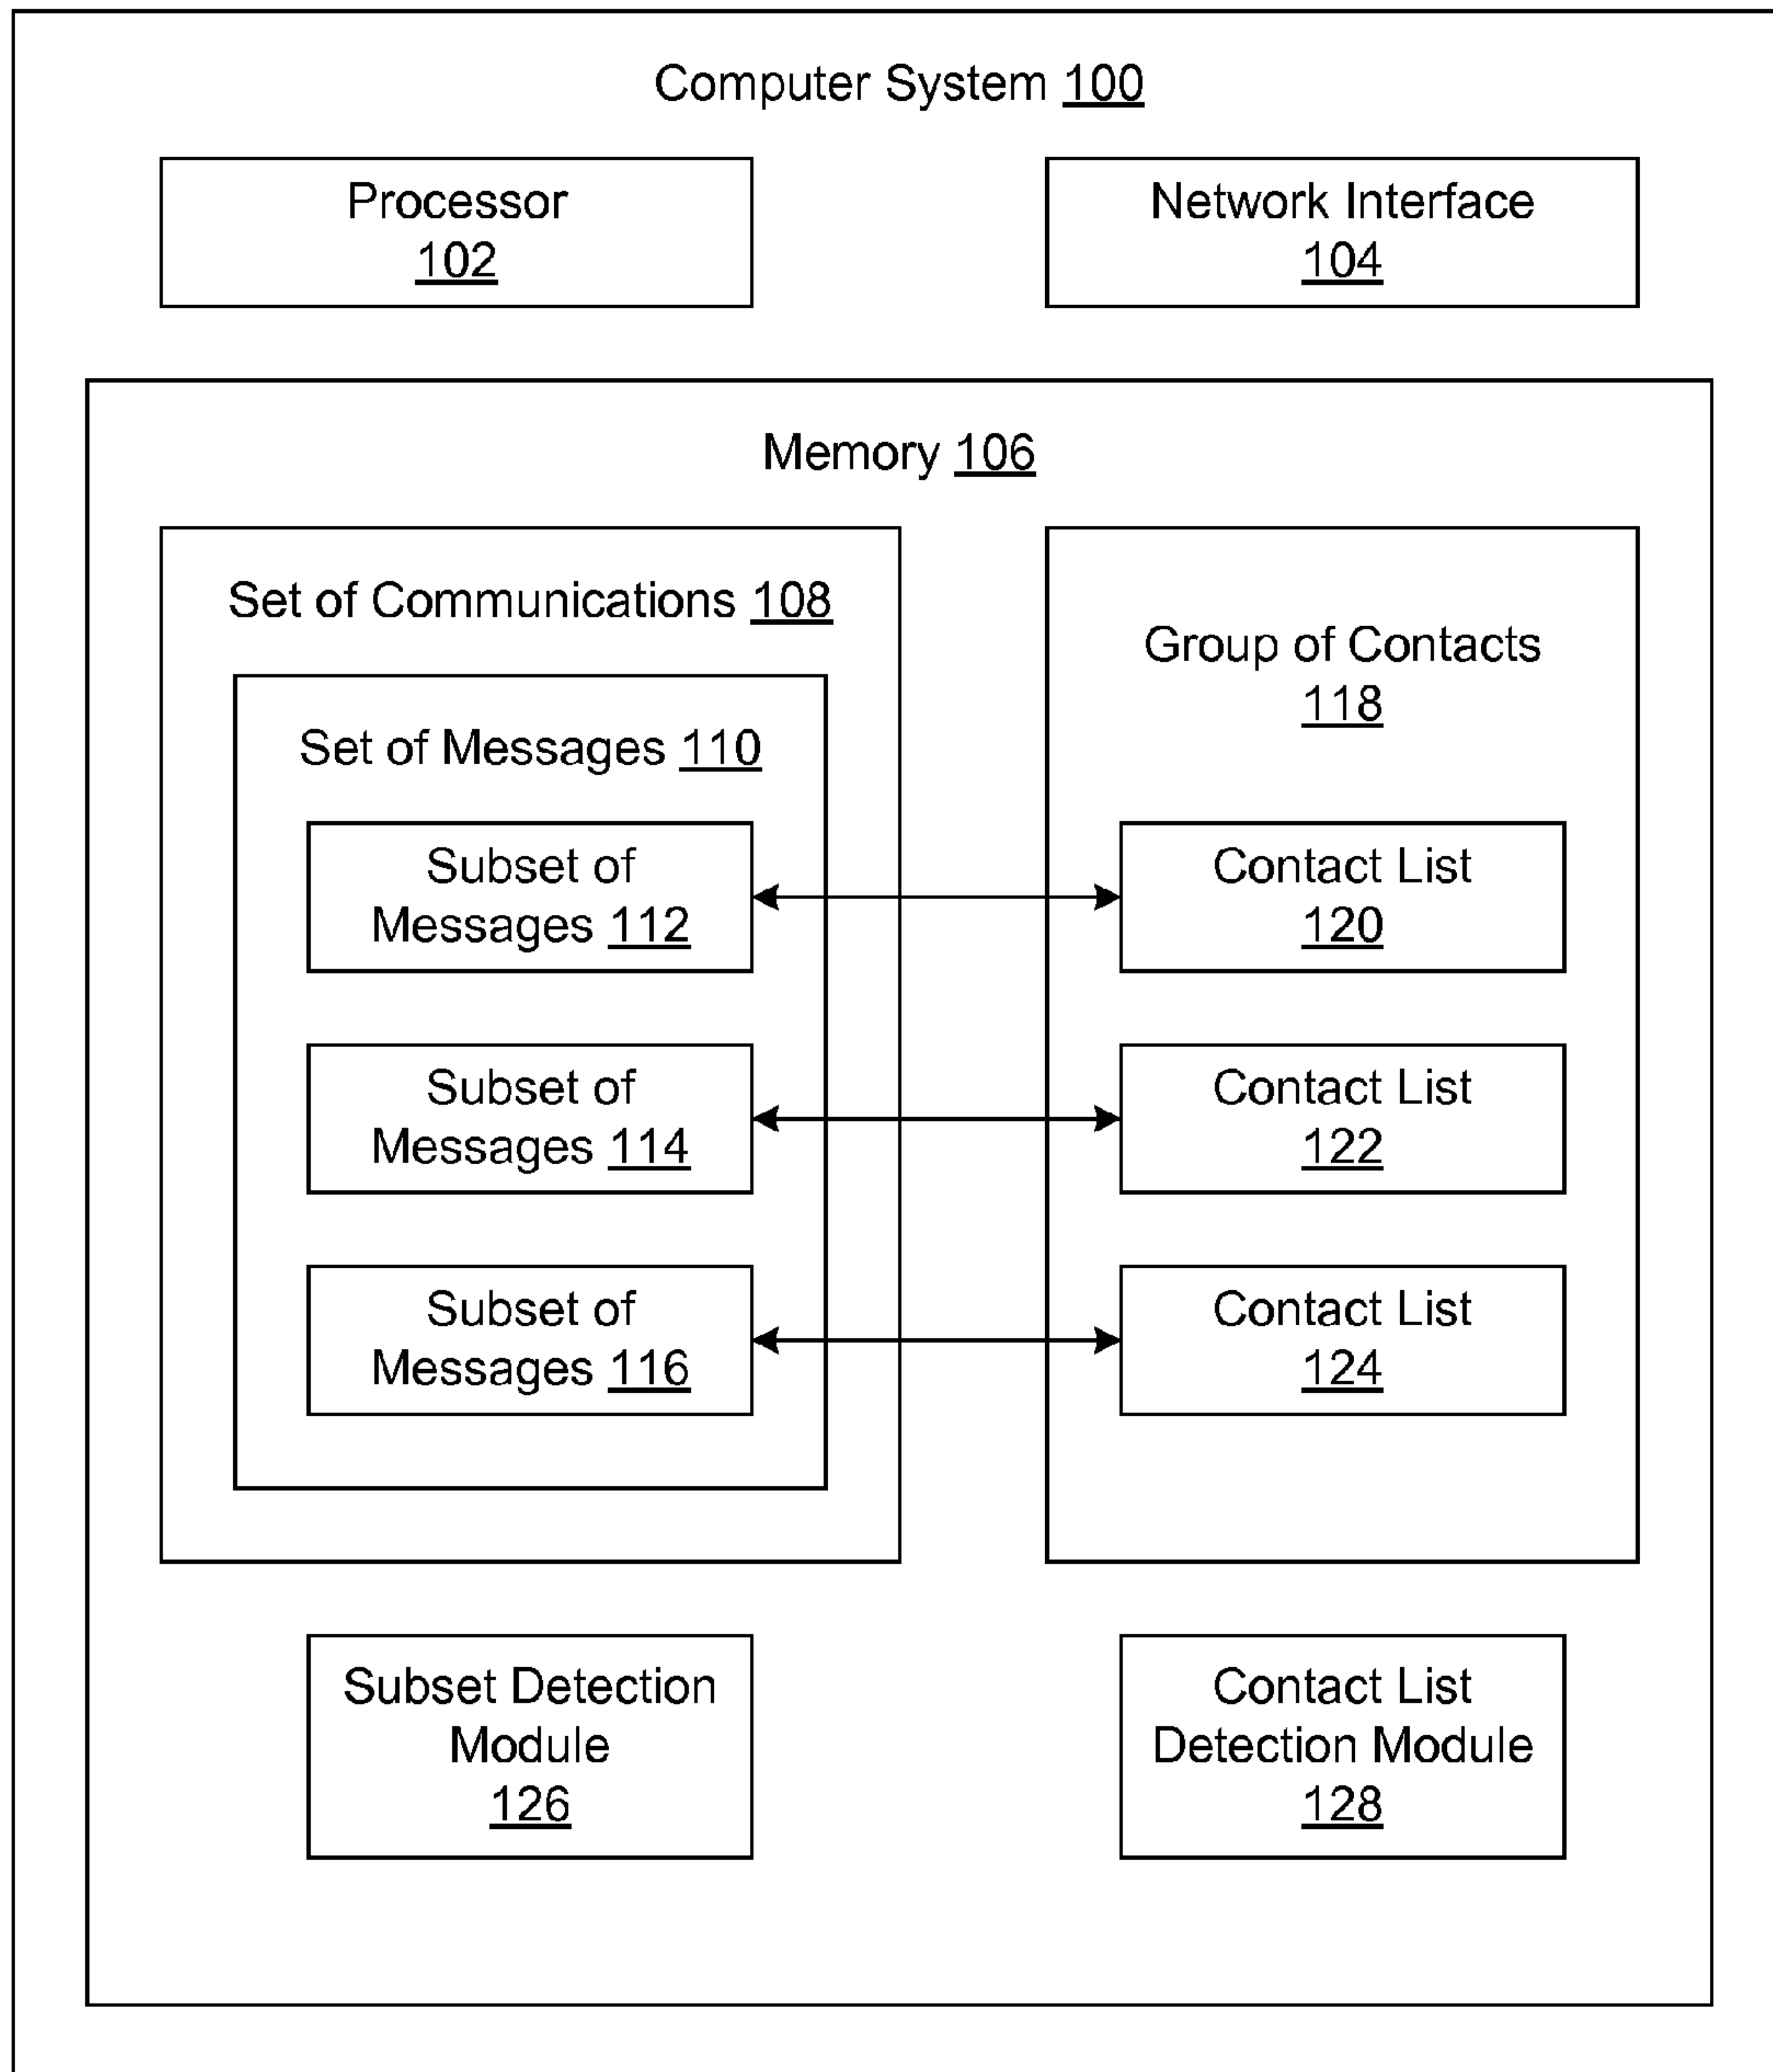 Computer System 100
Processor
102
Network Interface
104
Memory 106
Set of Communications 108
Set of Messages 110
Subset of
Messages 112
Subset of
Messages 114
Subset of
Messages 116
Group of Contacts
118
Contact List
120
Contact List
122
Contact List
124
Subset Detection
Module
126
Contact List
Detection Module
128